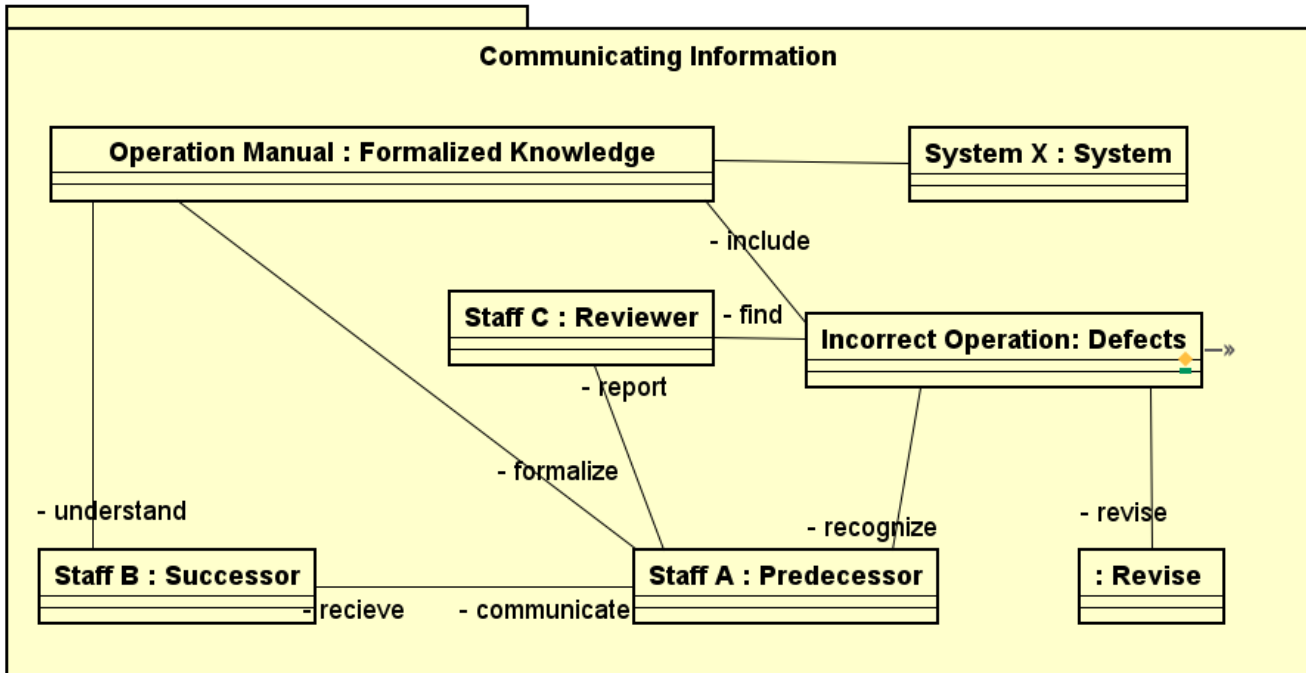 Communicating Information
Operation Manual : Formalized Knowledge
System X : System
- include
Staff C : Reviewer
- find
Incorrect Operation: Defects
- report
- formalize
- understand
- recognize
- revise
Staff B : Successor
Staff A : Predecessor
: Revise
- recieve
- communicate